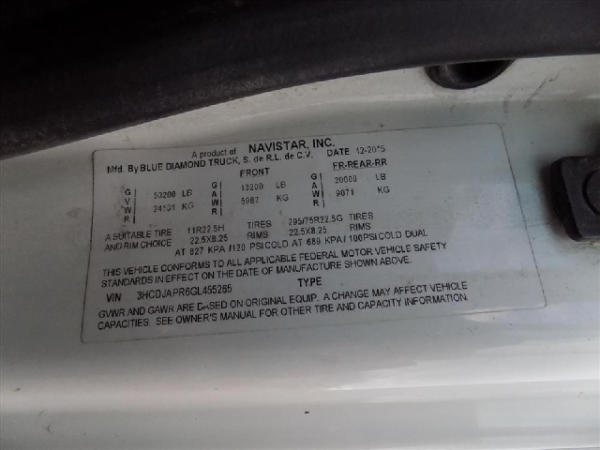 A product of NAVISTAR, INC.
Mfd. By BLUE DIAMOND TRUCK, S. de R.L. de C.V. DATE 12-2015
FRONT FR-REAR-RR
G V W R 53200 LB G A W R 13200 LB G A W R 20000 LB
24131 KG 5987 KG 9071 KG
A SUITABLE TIRE 11R22.5H TIRES 295/75R22.5G TIRES
AND RIM CHOICE 22.5X8.25 RIMS 22.5X8.25 RIMS
AT 827 KPA /120 PSI COLD AT 689 KPA / 100PSI COLD DUAL
THIS VEHICLE CONFORMS TO ALL APPLICABLE FEDERAL MOTOR VEHICLE SAFETY
STANDARDS IN EFFECT ON THE DATE OF MANUFACTURE SHOWN ABOVE.
VIN 3HCDJAPR6GL455265 TYPE
GVWR AND GAWR ARE BASED ON ORIGINAL EQUIP. A CHANGE MAY AFFECT VEHICLE
CAPACITIES. SEE OWNER'S MANUAL FOR OTHER TIRE AND CAPACITY INFORMATION.